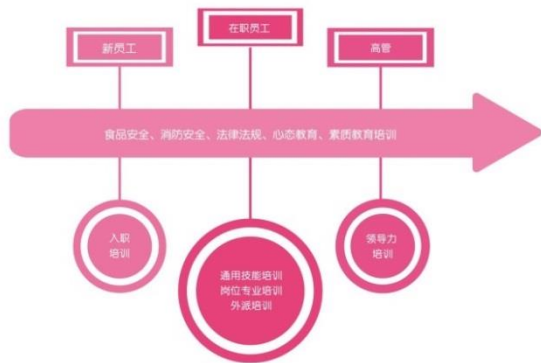 新员工
在职员工
高管
食品安全、消防安全、法律法规、心态教育、素质教育培训
入职
培训
通用技能培训
岗位专业培训
外派培训
领导力
培训